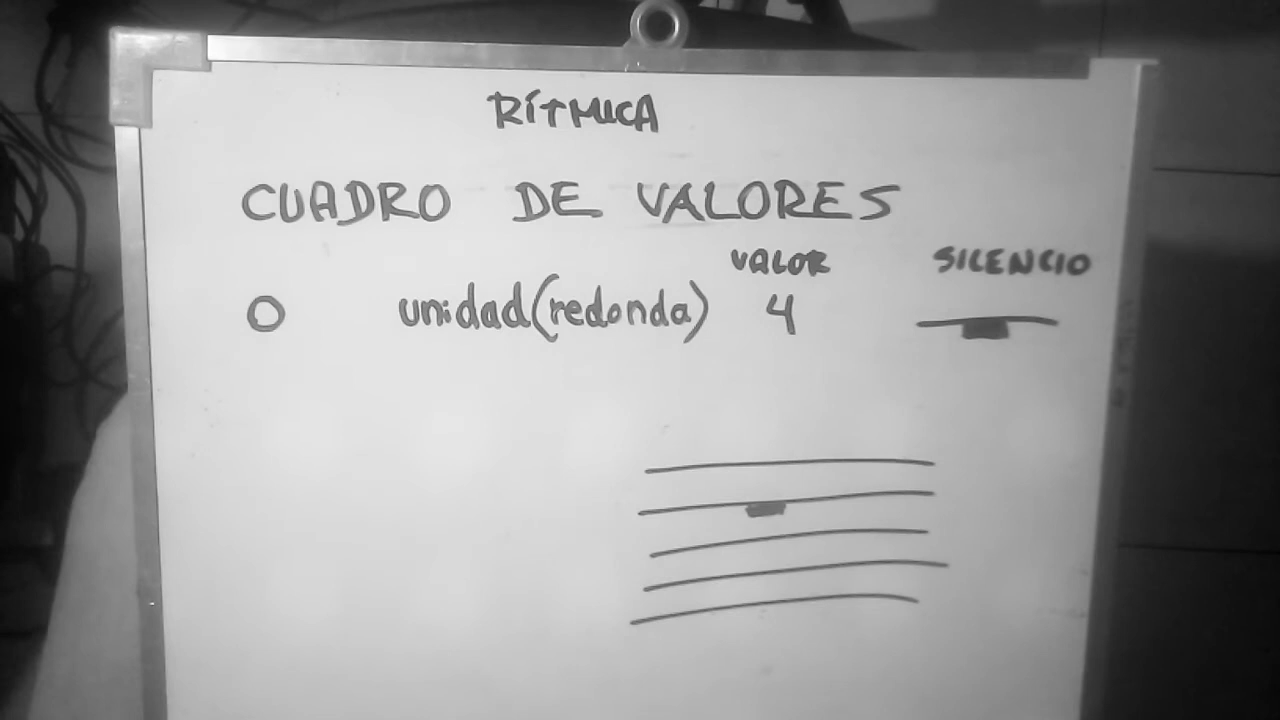 RÍTMICA
CUADRO DE VALORES
VALOR SILENCIO
O unidad(redonda) 4